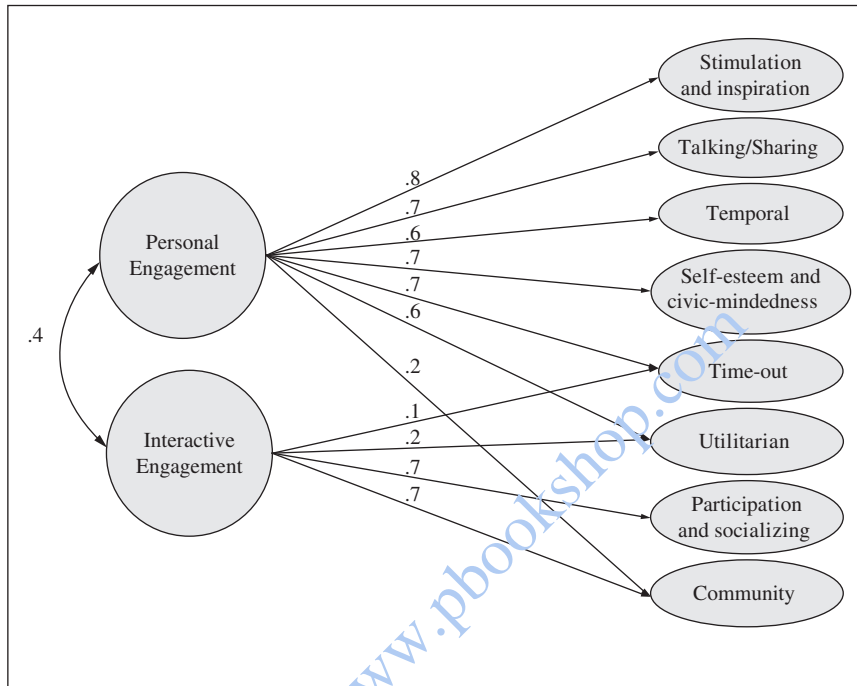 Stimulation
and inspiration
Talking/Sharing
.8
.7
Temporal
.6
Personal
Engagement
.7
Self-esteem and
civic-mindedness
.7
.6
.4
.2
Time-out
.1
Interactive
Engagement
.2
Utilitarian
.7
Participation
and socializing
.7
Community
www.pbookshop.com